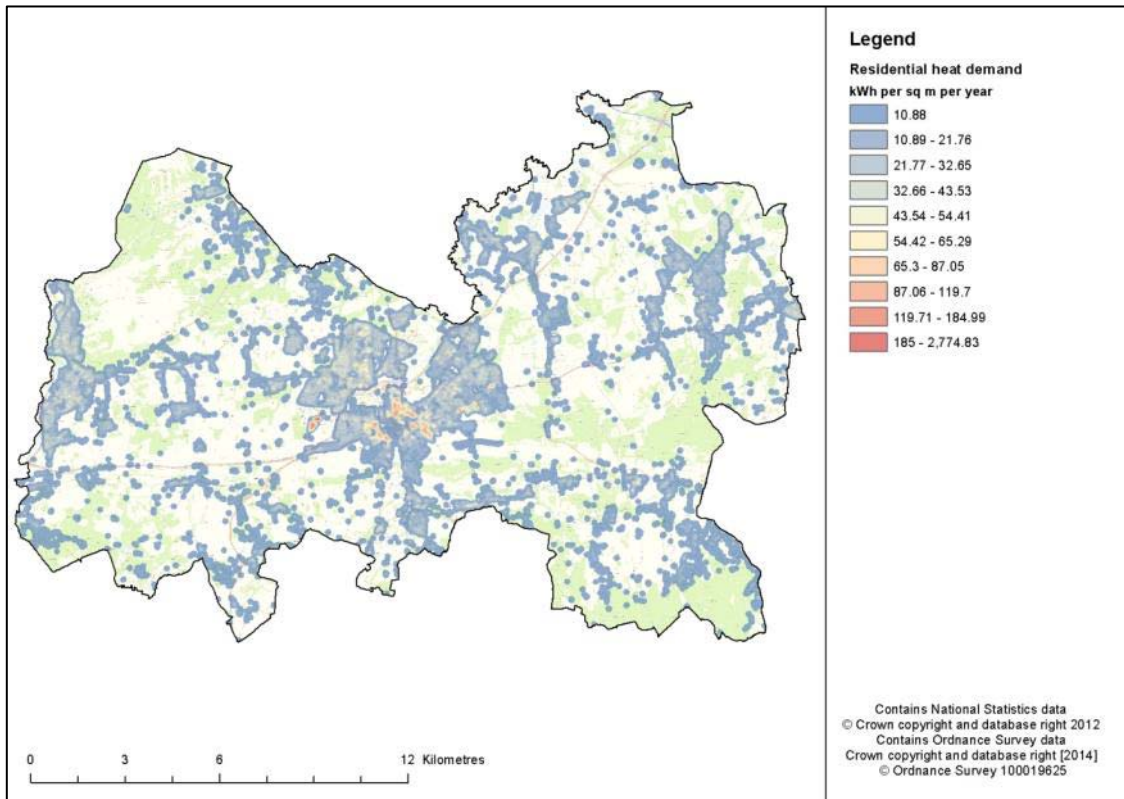 Legend
Residential heat demand
kWh per sq m per year
10.88
10.89 - 21.76
21.77 - 32.65
32.66 - 43.53
43.54 - 54.41
54.42 - 65.29
65.3 - 87.05
87.06 - 119.7
119.71 - 184.99
185 - 2,774.83
0 3 6 12 Kilometres
Contains National Statistics data
© Crown copyright and database right 2012
Contains Ordnance Survey data
Crown copyright and database right [2014]
© Ordnance Survey 100019625